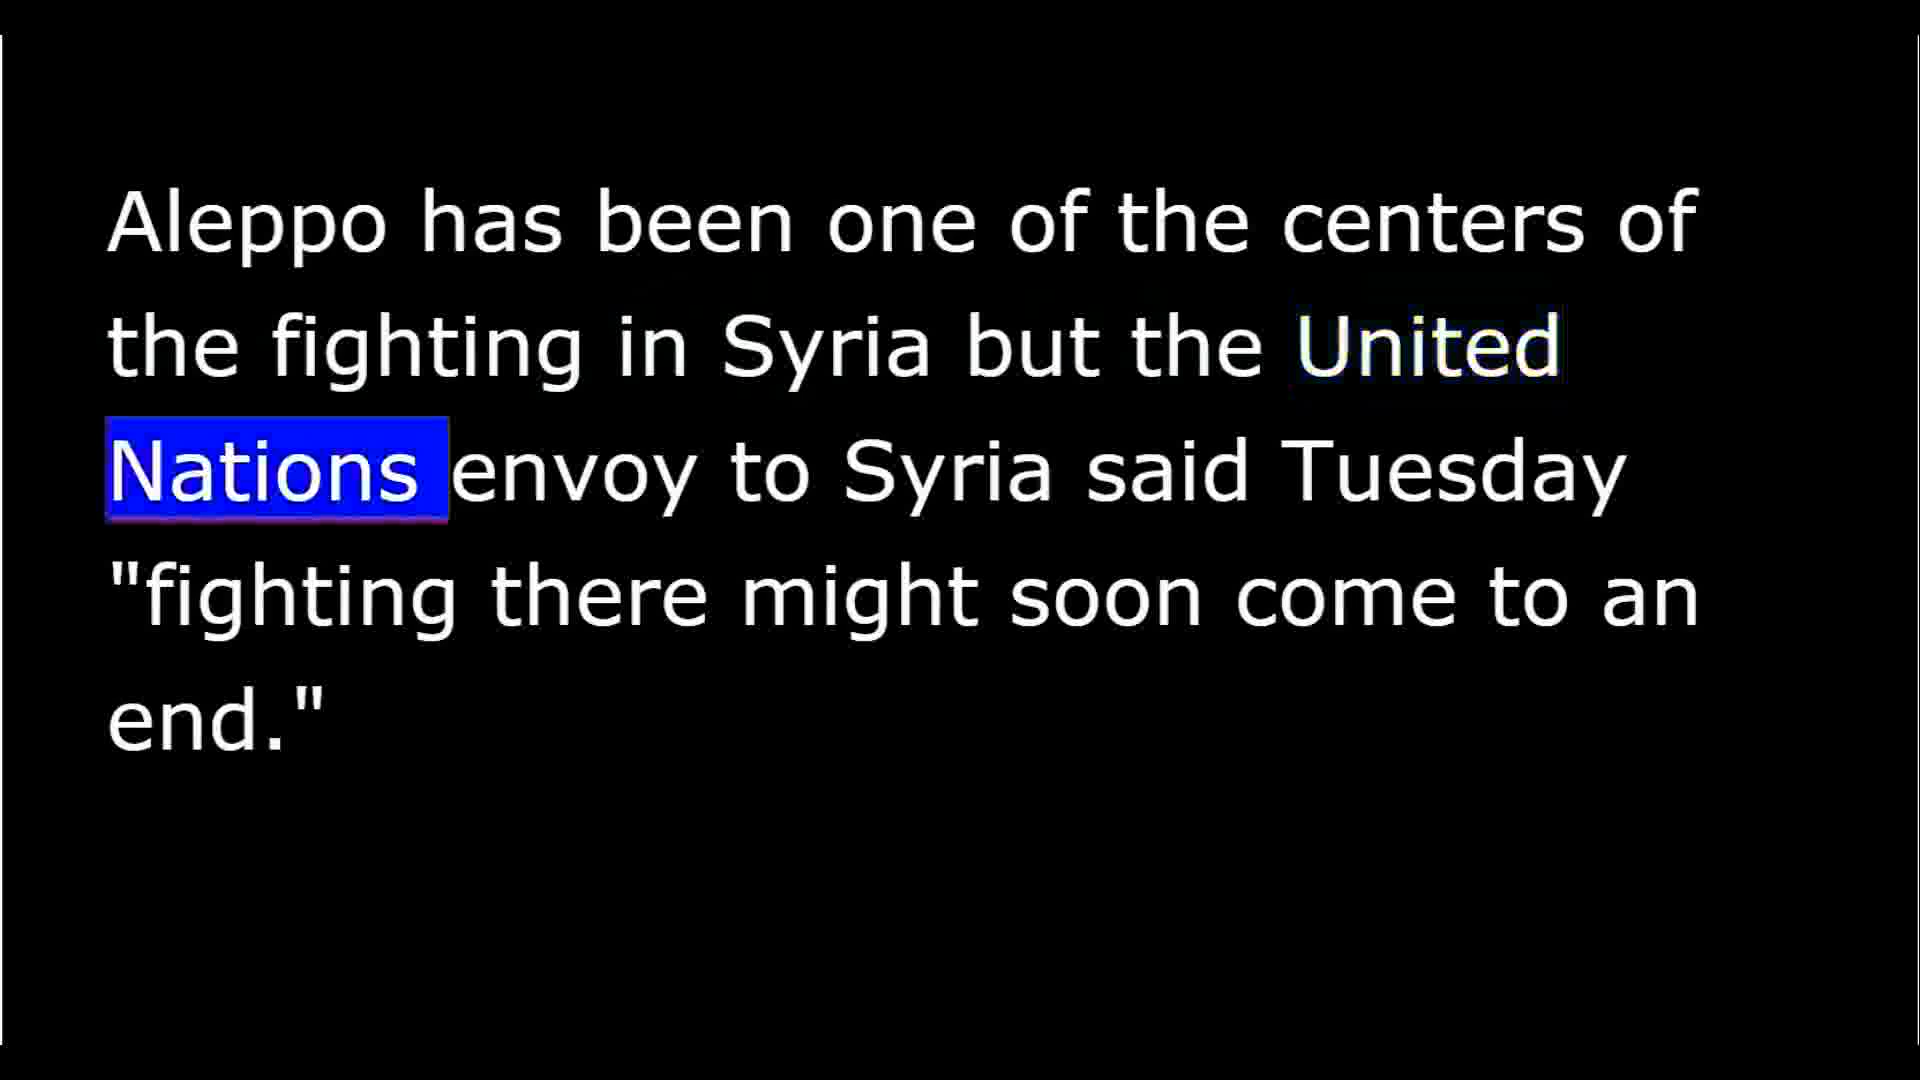 Aleppo has been one of the centers of
the fighting in Syria but the United
Nations envoy to Syria said Tuesday
"fighting there might soon come to an
end."